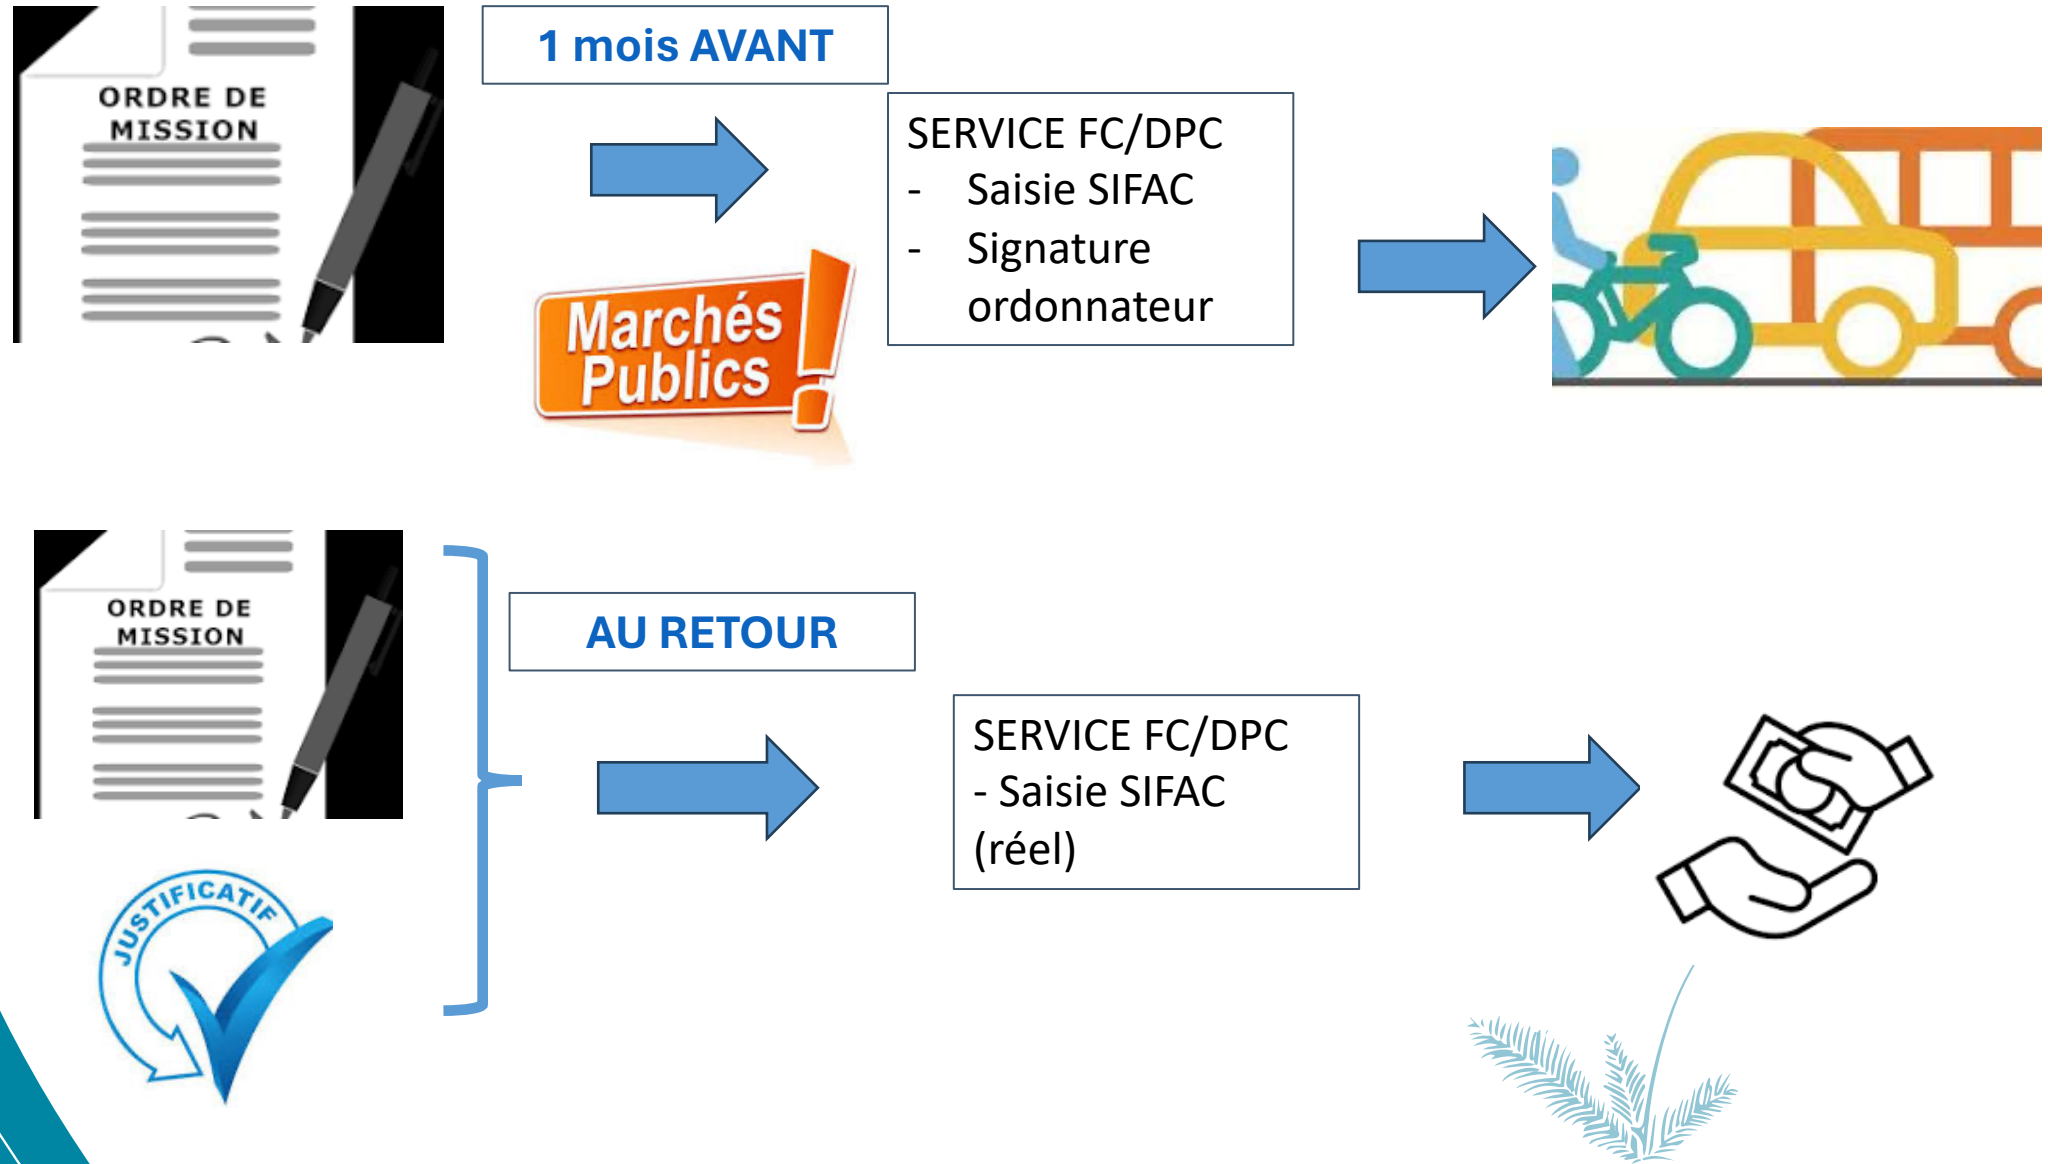 ORDRE DE
MISSION
1 mois AVANT
SERVICE FC/DPC
- Saisie SIFAC
- Signature
ordonnateur
Marchés
Publics
ORDRE DE
MISSION
JUSTIFICATIF
AU RETOUR
SERVICE FC/DPC
- Saisie SIFAC
(réel)